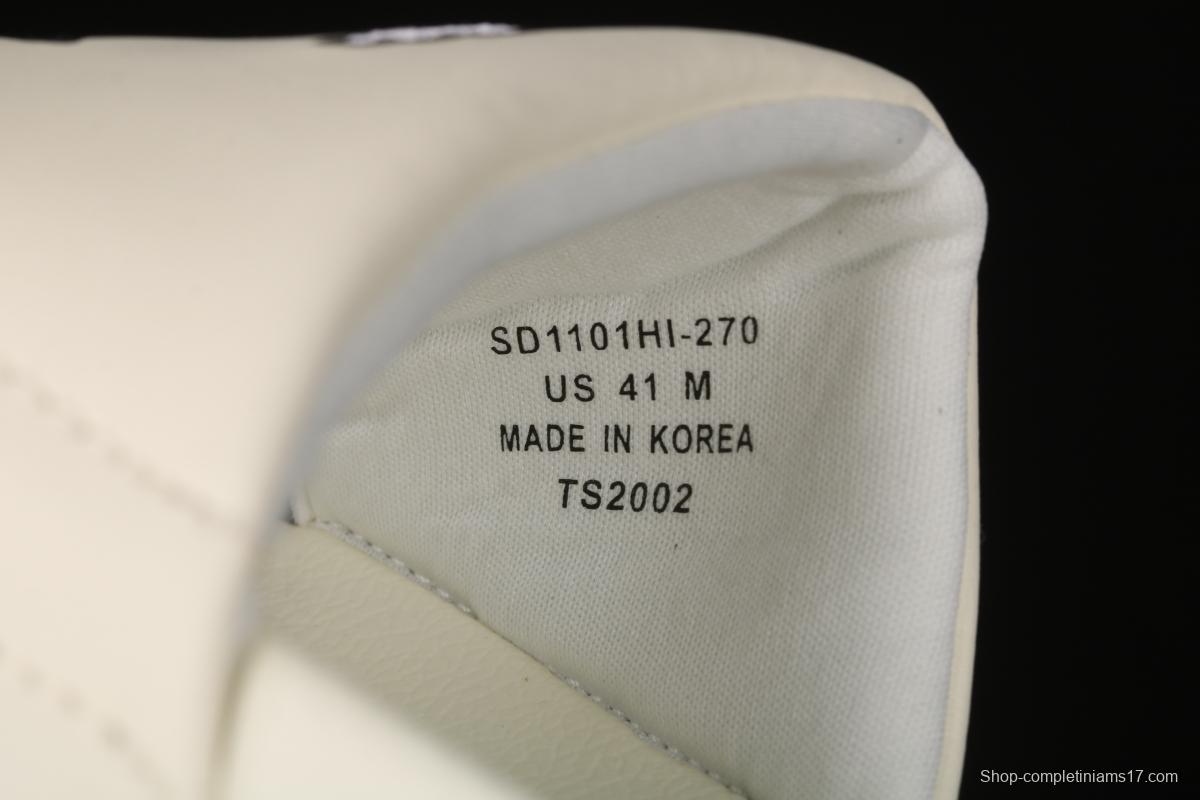 SD1101HI-270
US 41 M
MADE IN KOREA
TS2002
Shop-completiniams17.com